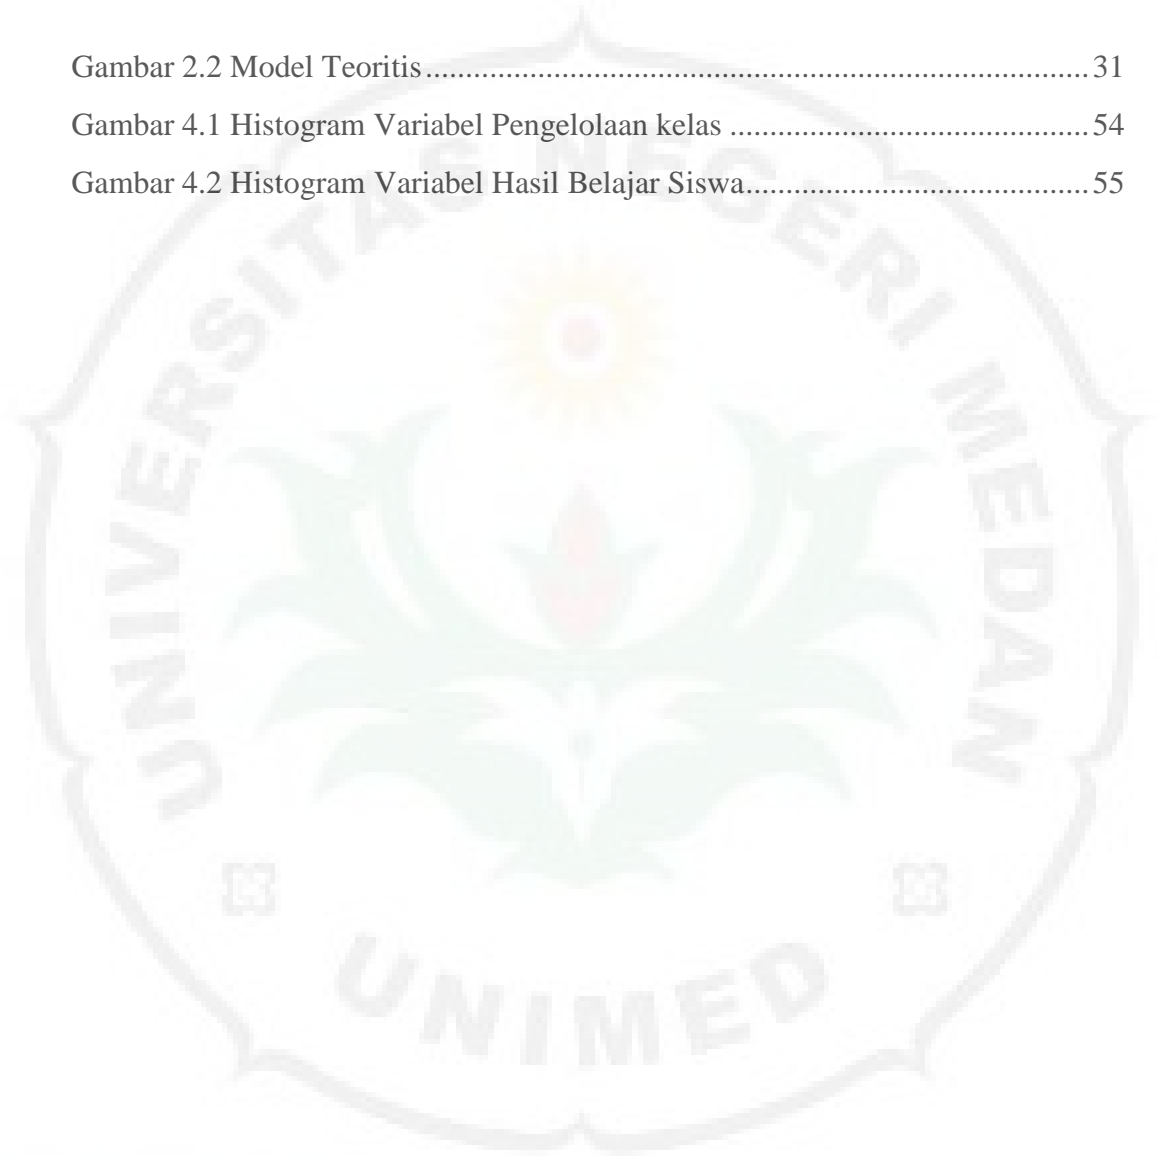 Gambar 2.2 Model Teoritis........................................................................................31
Gambar 4.1 Histogram Variabel Pengelolaan kelas .............................................54
Gambar 4.2 Histogram Variabel Hasil Belajar Siswa...........................................55
UNIVERSITAS NEGERI MEDAN
UNIMED